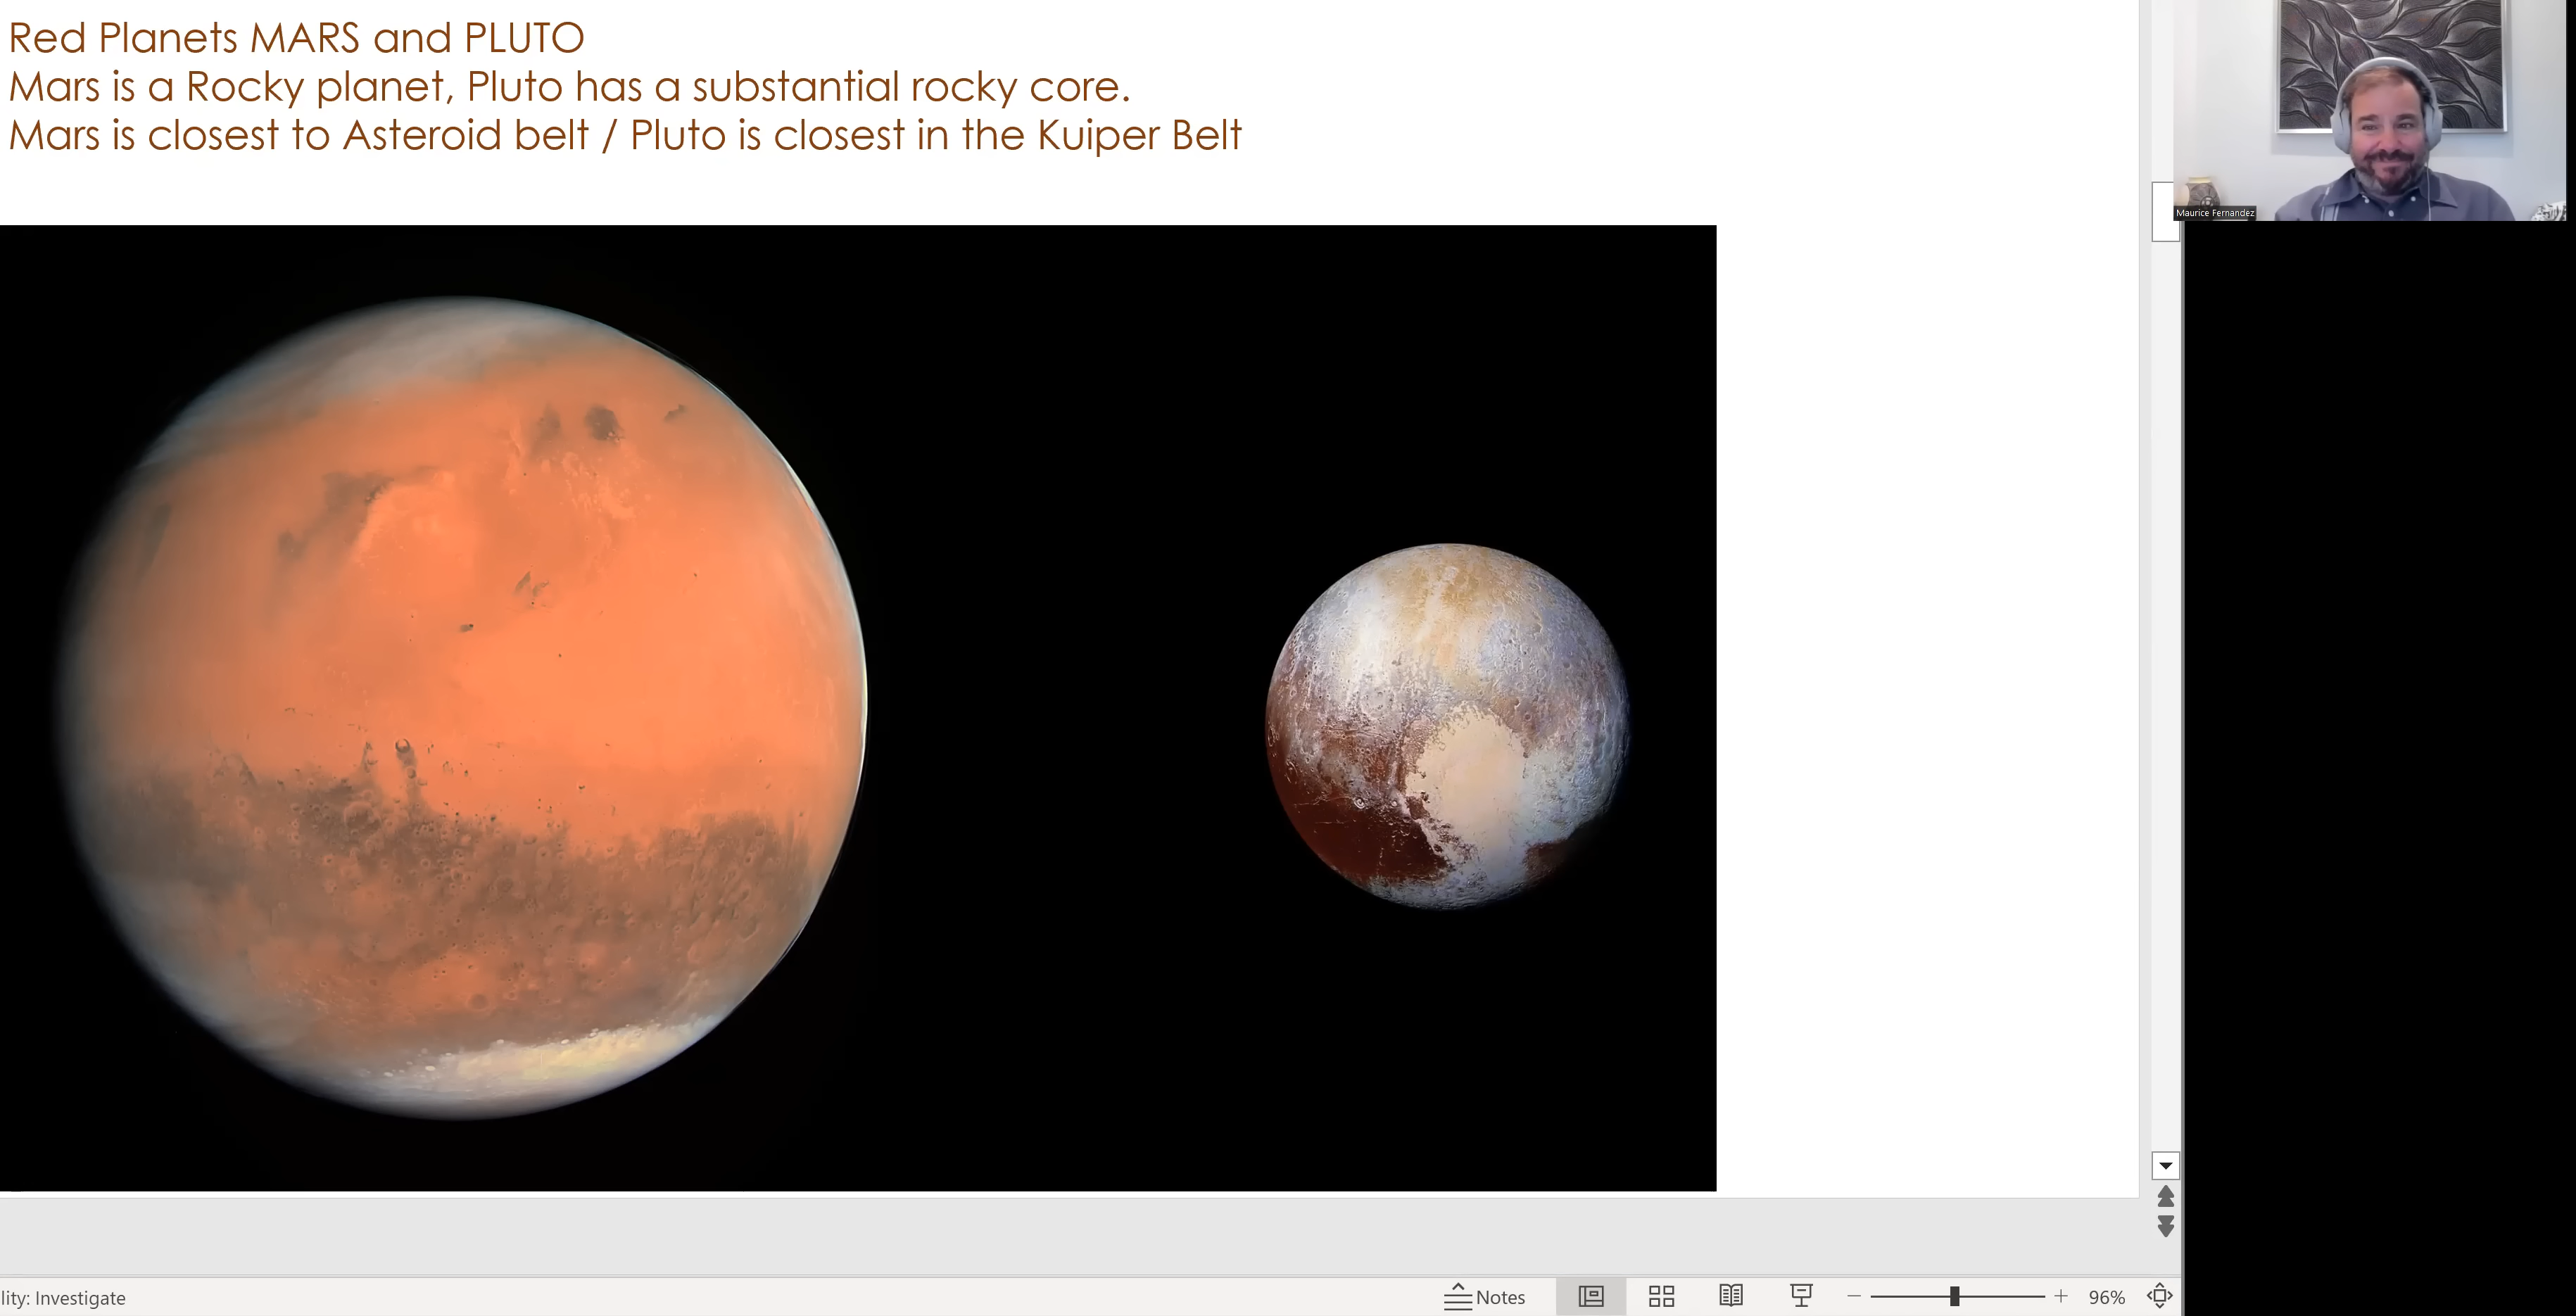 Red Planets MARS and PLUTO
Mars is a Rocky planet, Pluto has a substantial rocky core.
Mars is closest to Asteroid belt / Pluto is closest in the Kuiper Belt
Maurice Fernandez
lity: Investigate
Notes
96%